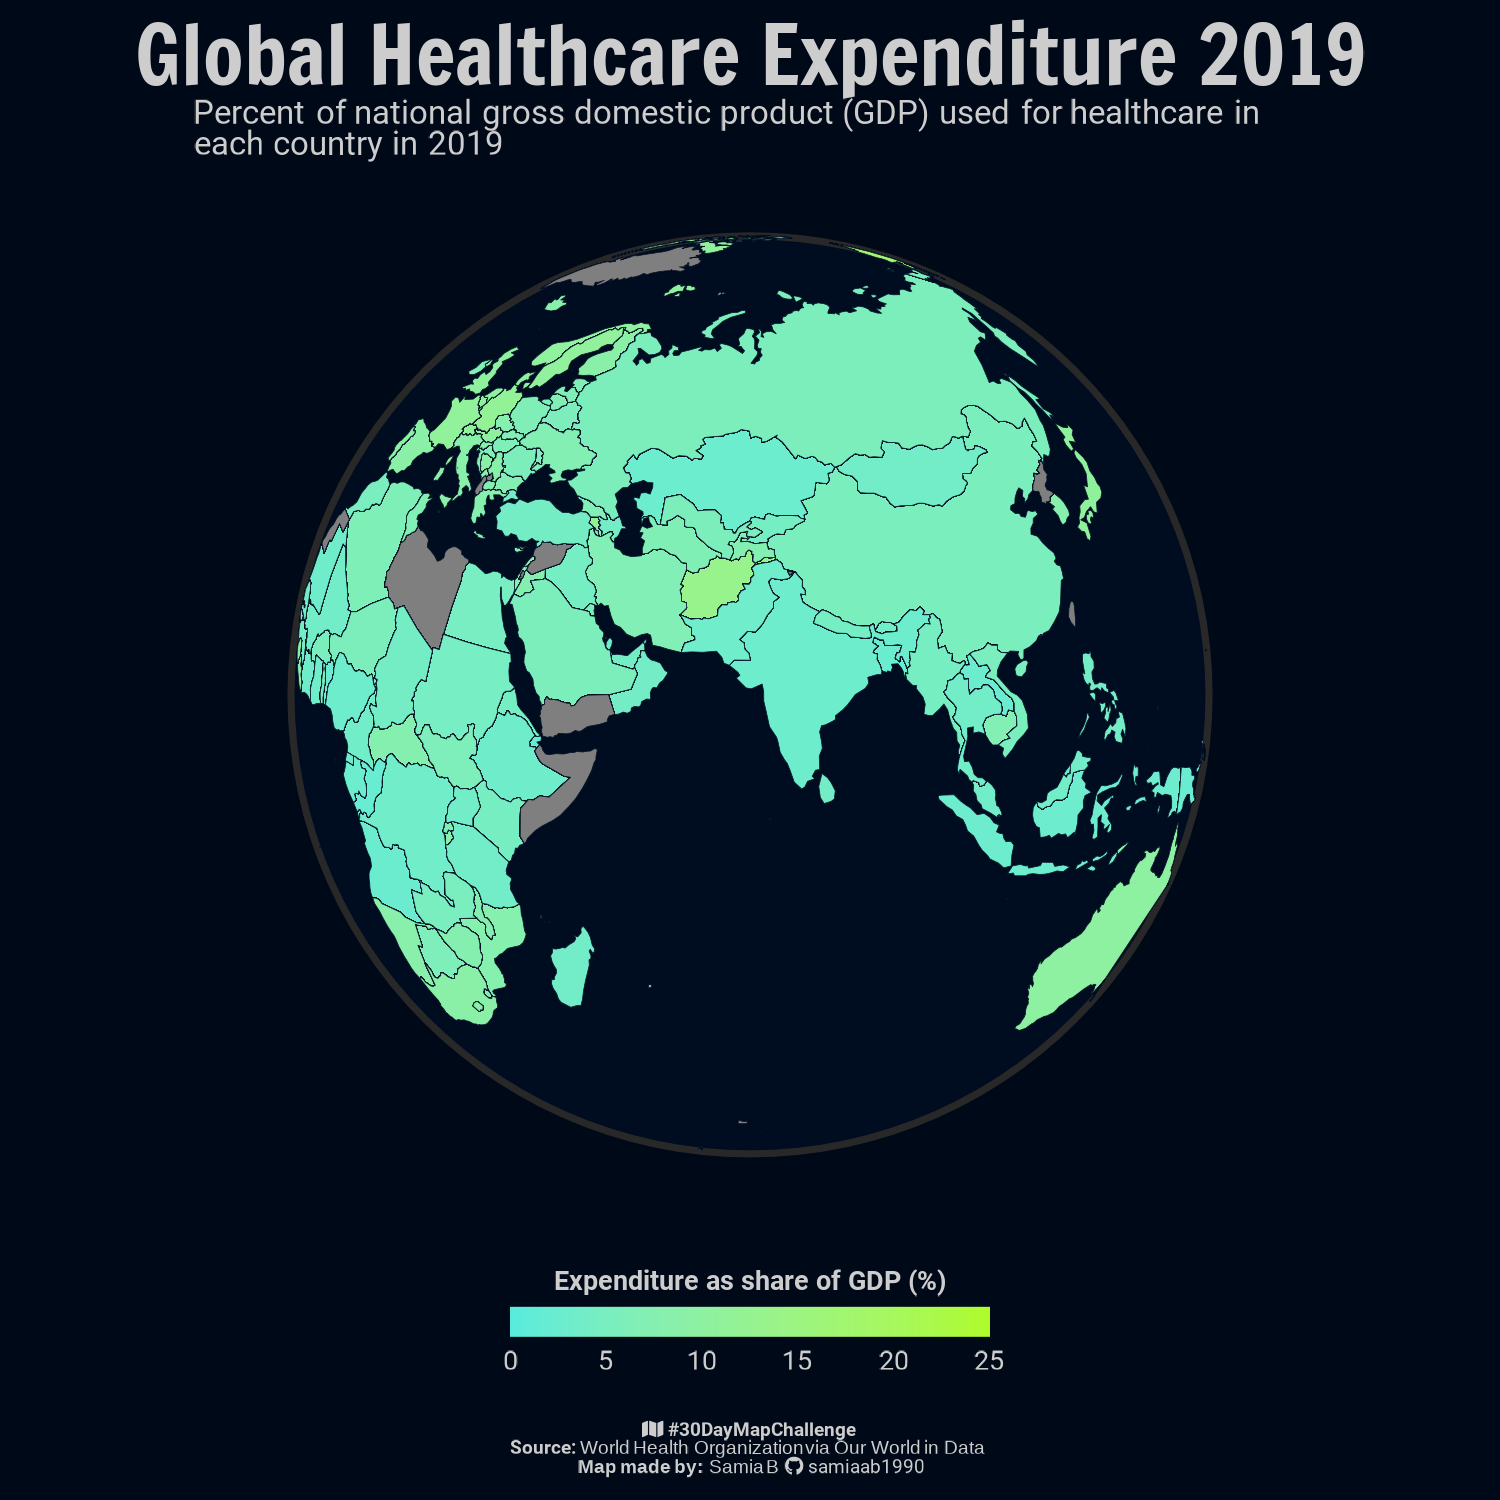 Global Healthcare Expenditure 2019
Percent of national gross domestic product (GDP) used for healthcare in
each country in 2019
Expenditure as share of GDP (%)
0 5 10 15 20 25
#30DayMapChallenge
Source: World Health Organization via Our World in Data
Map made by: Samia B samiaab1990